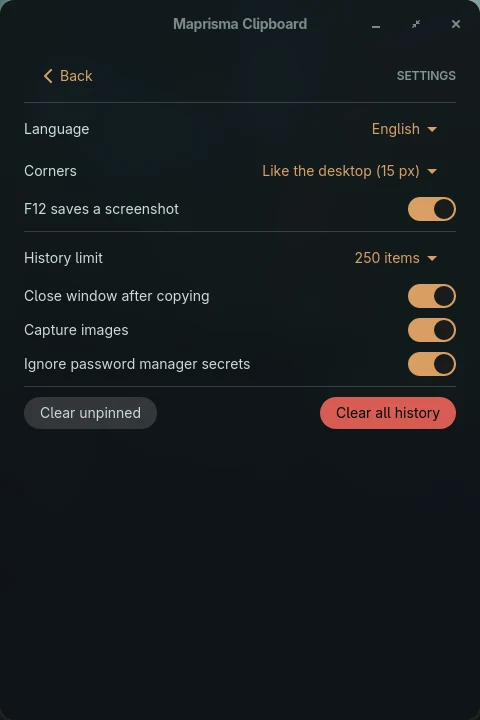 Maprisma Clipboard
Back
SETTINGS
Language
English
Corners
Like the desktop (15 px)
F12 saves a screenshot
History limit
250 items
Close window after copying
Capture images
Ignore password manager secrets
Clear unpinned
Clear all history